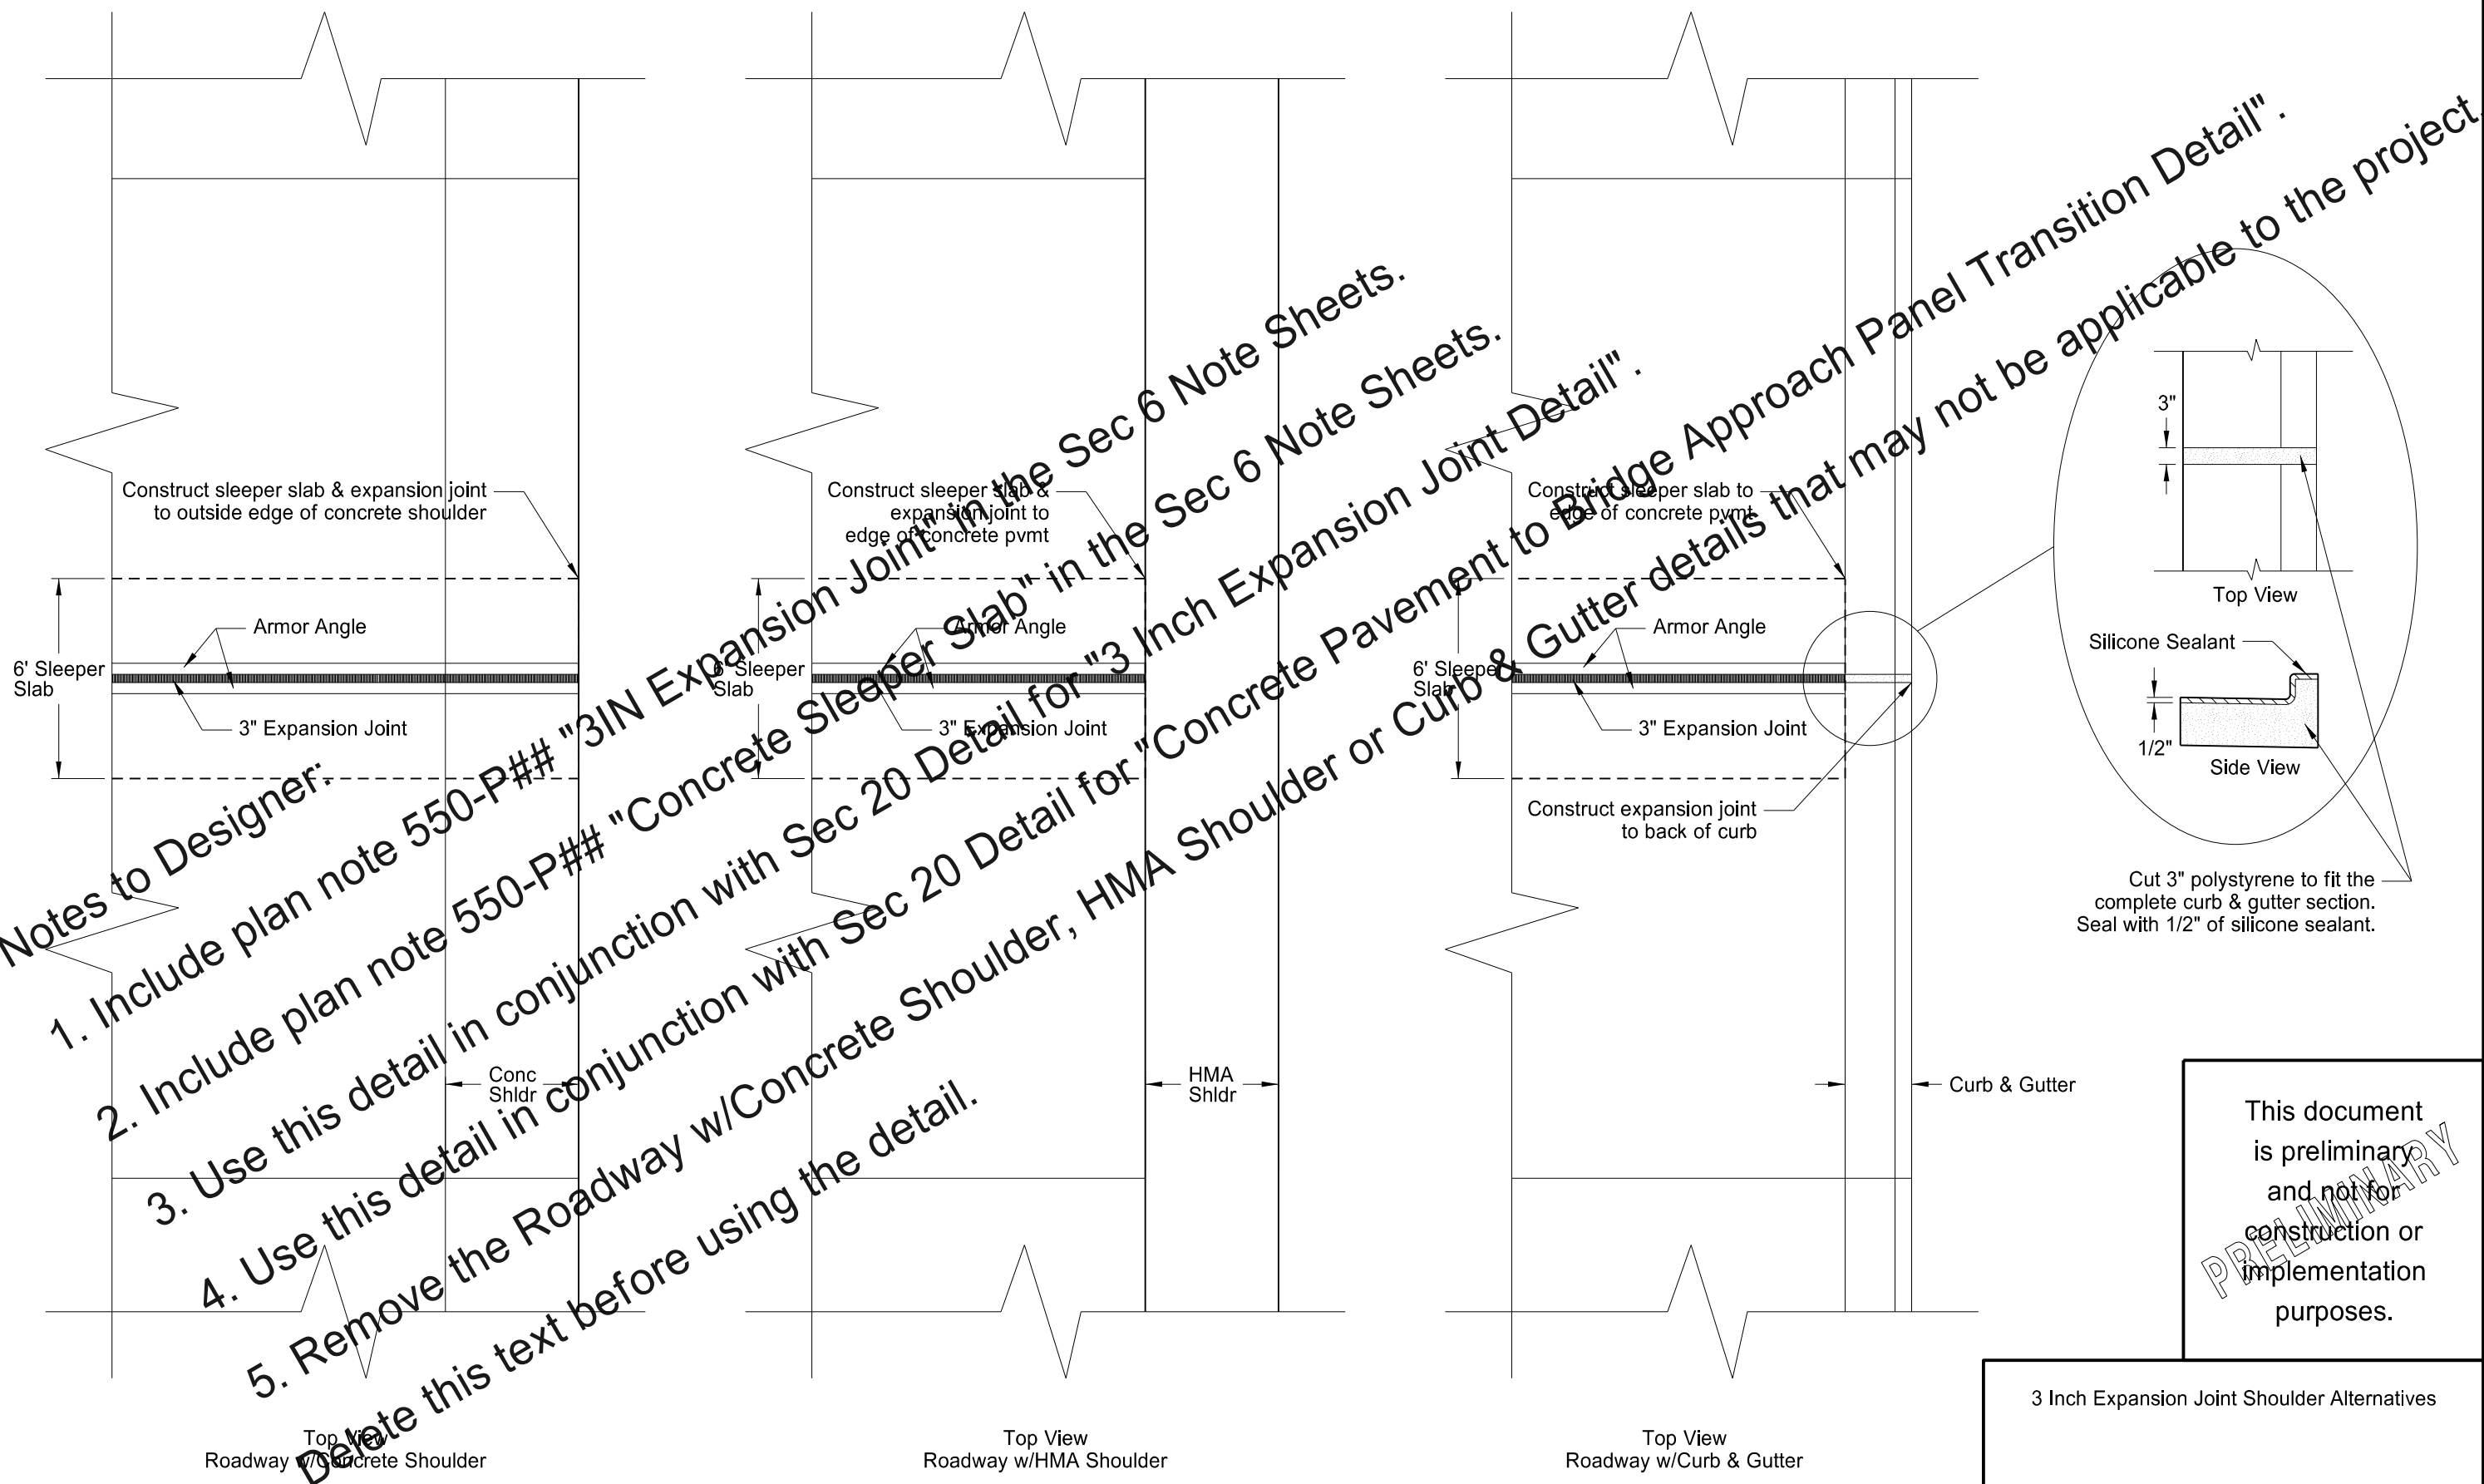 Notes to Designer:
1. Include plan note 550-P## "3IN Expansion Joint" in the Sec 6 Note Sheets.
2. Include plan note 550-P## "Concrete Sleeper Slab" in the Sec 6 Note Sheets.
3. Use this detail in conjunction with Sec 20 Detail for "3 Inch Expansion Joint Detail".
4. Use this detail in conjunction with Sec 20 Detail for "Concrete Pavement to Bridge Approach Panel Transition Detail".
5. Remove the Roadway w/Concrete Shoulder, HMA Shoulder or Curb & Gutter details that may not be applicable to the project.
Delete this text before using the detail.
Construct sleeper slab & expansion joint
to outside edge of concrete shoulder
Armor Angle
6' Sleeper
Slab
3" Expansion Joint
Conc
Shldr
Top View
Roadway w/Concrete Shoulder
Construct sleeper slab &
expansion joint to
edge of concrete pvmt
Armor Angle
6' Sleeper
Slab
3" Expansion Joint
HMA
Shldr
Top View
Roadway w/HMA Shoulder
Construct sleeper slab to
edge of concrete pvmt
Armor Angle
6' Sleeper
Slab
3" Expansion Joint
Construct expansion joint
to back of curb
Curb & Gutter
Top View
Roadway w/Curb & Gutter
3"
Top View
Silicone Sealant
1/2"
Side View
Cut 3" polystyrene to fit the
complete curb & gutter section.
Seal with 1/2" of silicone sealant.
This document
is preliminary
and not for
construction or
implementation
purposes.
PRELIMINARY
3 Inch Expansion Joint Shoulder Alternatives